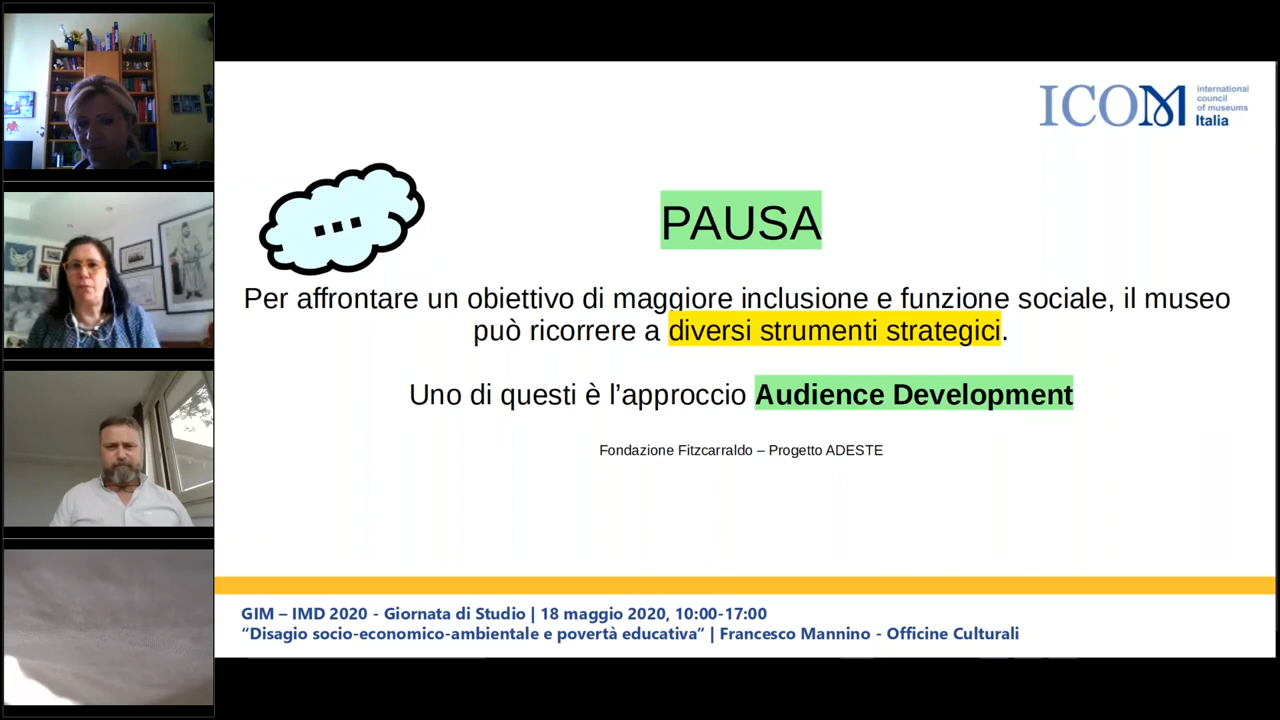 ICOM international
council
of museums
Italia
...
PAUSA
Per affrontare un obiettivo di maggiore inclusione e funzione sociale, il museo
può ricorrere a diversi strumenti strategici.
Uno di questi è l’approccio Audience Development
Fondazione Fitzcarraldo – Progetto ADESTE
GIM – IMD 2020 - Giornata di Studio | 18 maggio 2020, 10:00-17:00
“Disagio socio-economico-ambientale e povertà educativa” | Francesco Mannino - Officine Culturali